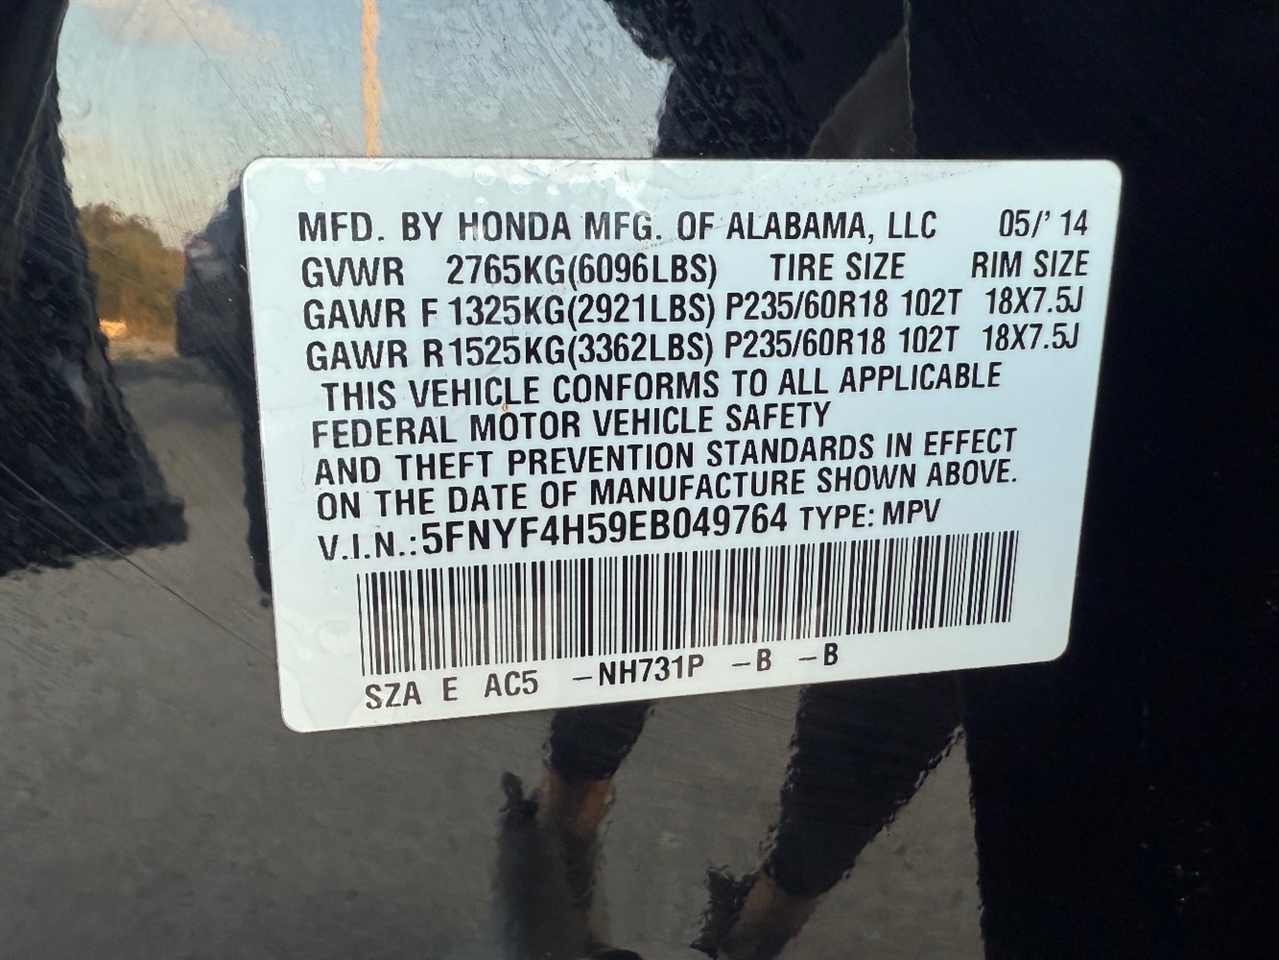 MFD. BY HONDA MFG. OF ALABAMA, LLC 05/' 14
GVWR 2765KG(6096LBS) TIRE SIZE RIM SIZE
GAWR F 1325KG(2921LBS) P235/60R18 102T 18X7.5J
GAWR R1525KG(3362LBS) P235/60R18 102T 18X7.5J
THIS VEHICLE CONFORMS TO ALL APPLICABLE
FEDERAL MOTOR VEHICLE SAFETY
AND THEFT PREVENTION STANDARDS IN EFFECT
ON THE DATE OF MANUFACTURE SHOWN ABOVE.
V.I.N.:5FNYF4H59EB049764 TYPE: MPV
SZA E AC5 -NH731P -B -B